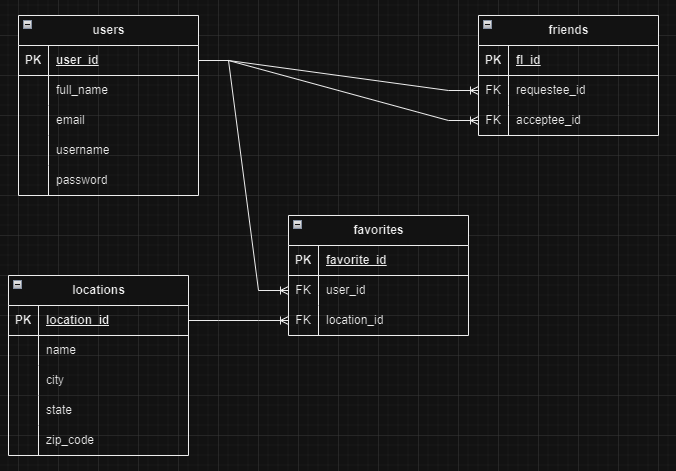 users
PK user_id
full_name
email
username
password
friends
PK fl_id
FK requestee_id
FK acceptee_id
favorites
PK favorite_id
FK user_id
FK location_id
locations
PK location_id
name
city
state
zip_code